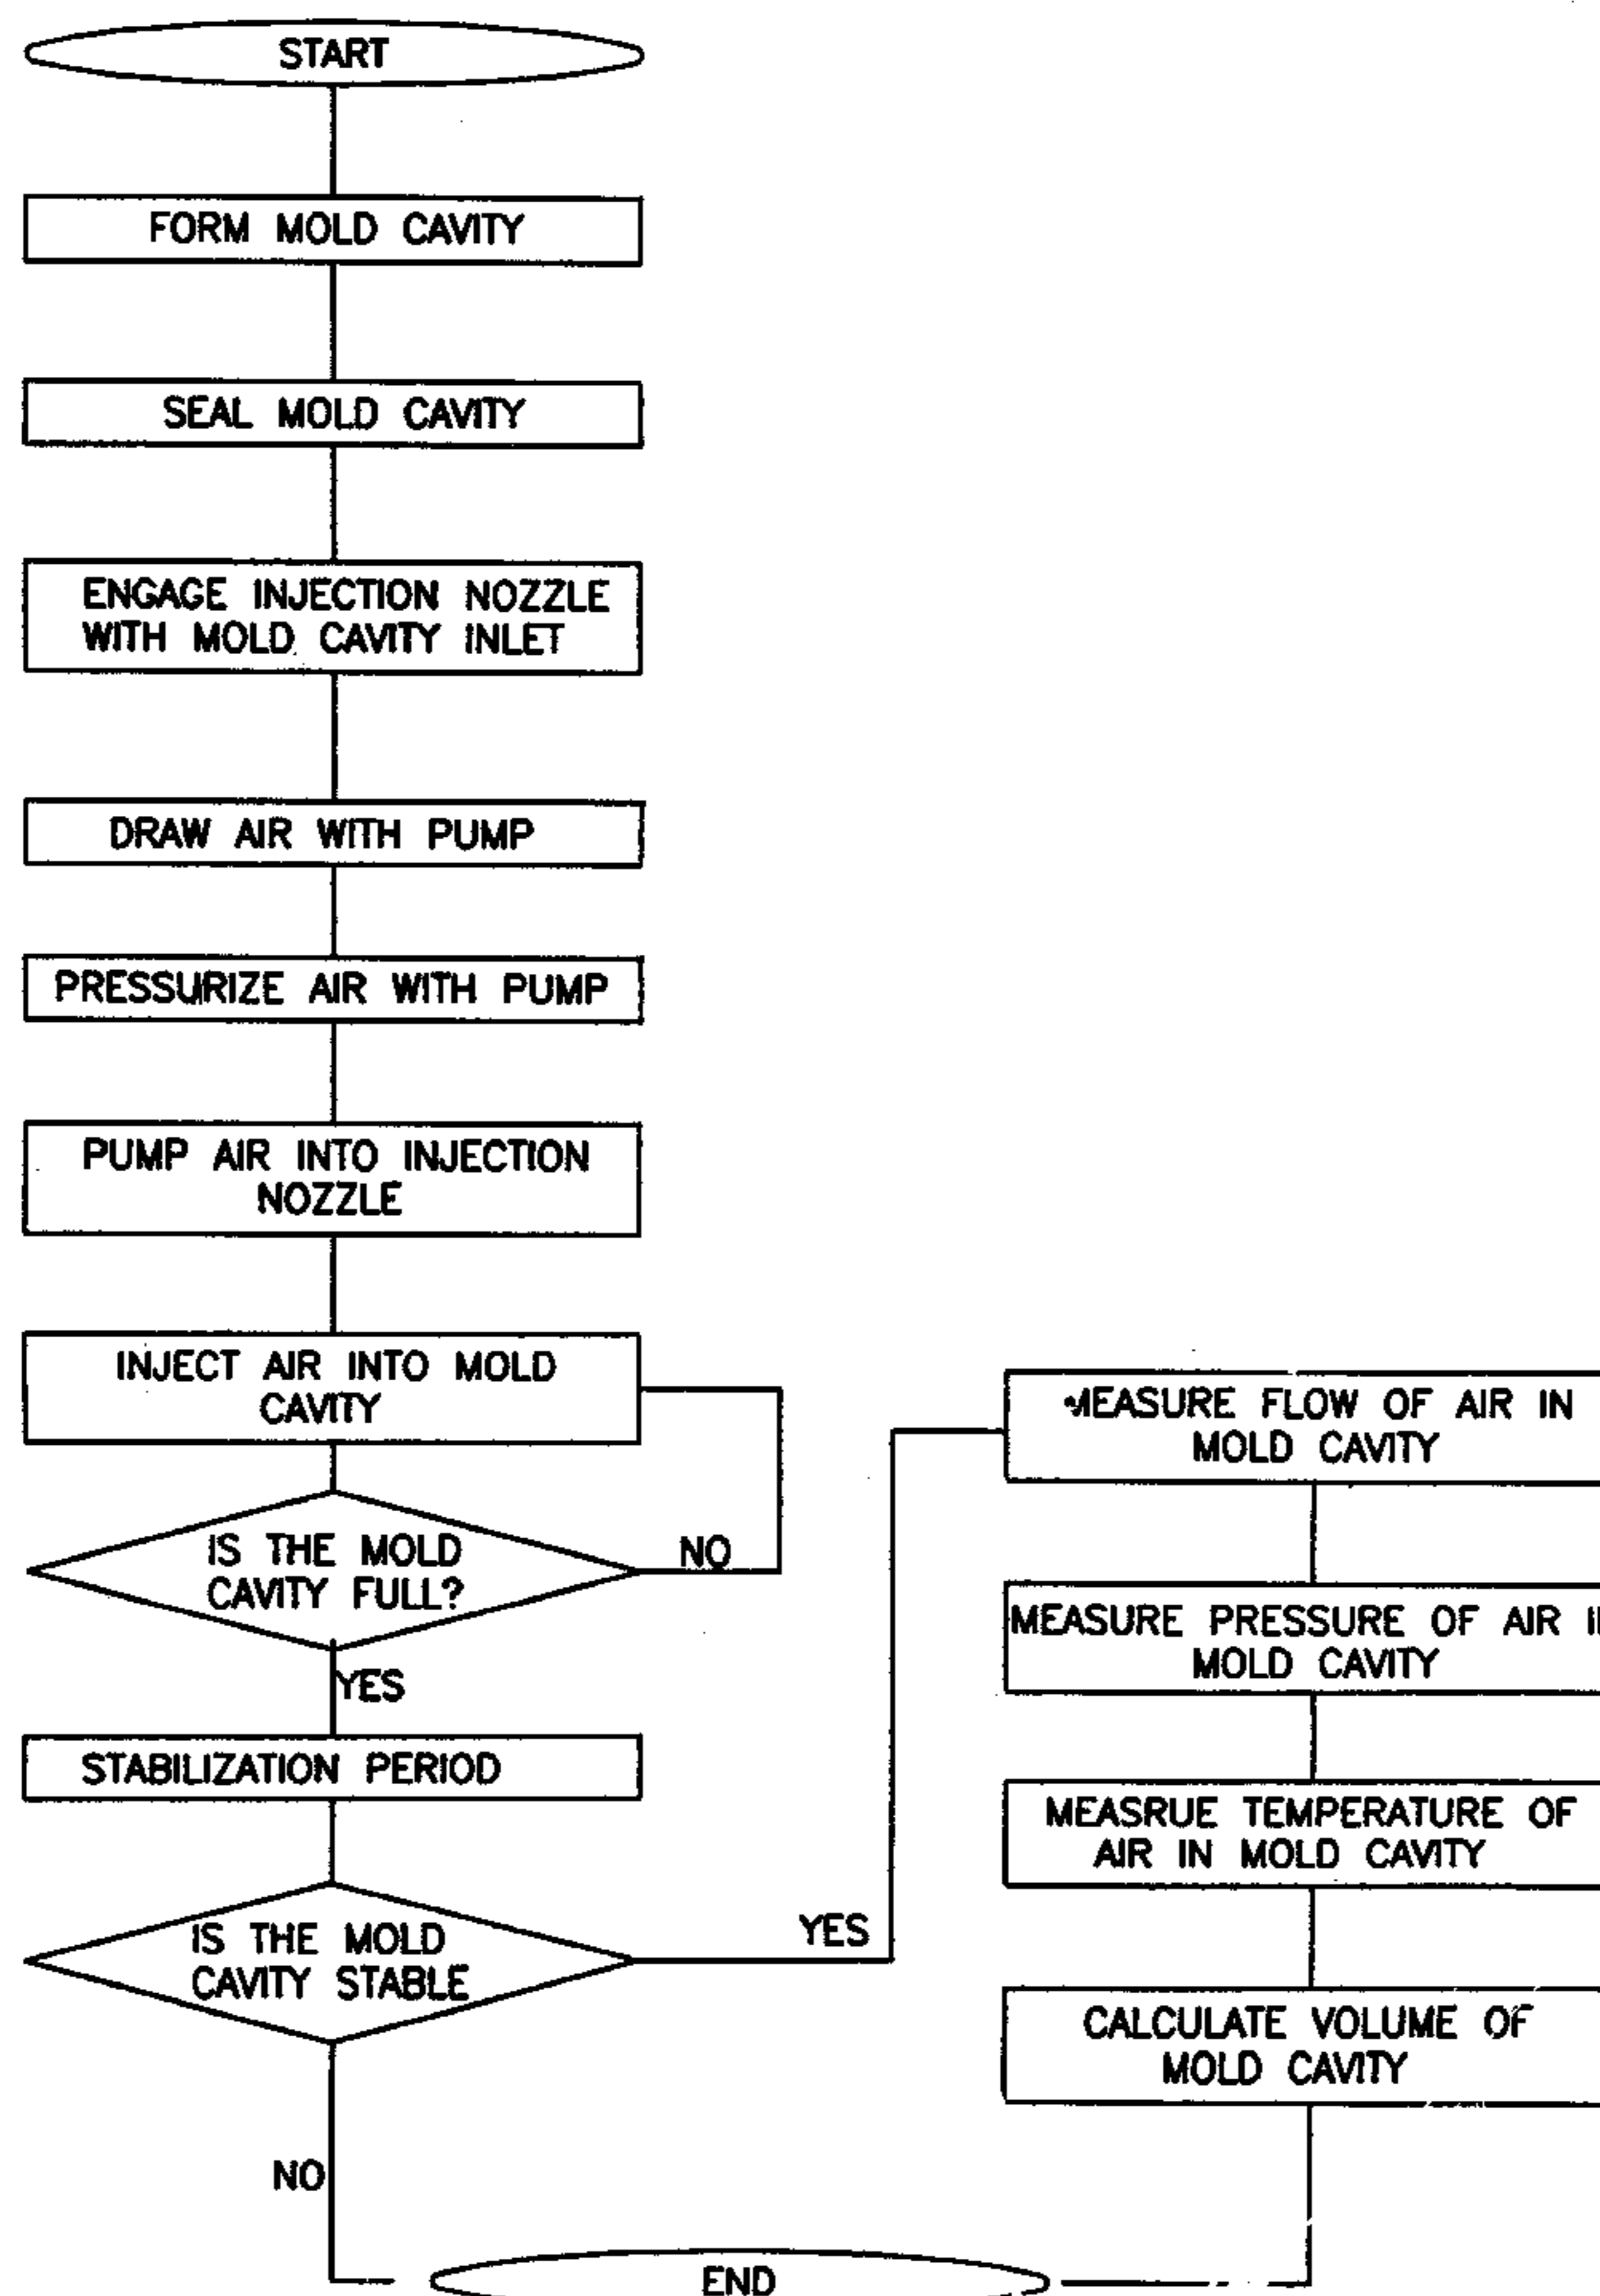 START
FORM MOLD CAVITY
SEAL MOLD CAVITY
ENGAGE INJECTION NOZZLE
WITH MOLD CAVITY INLET
DRAW AIR WITH PUMP
PRESSURIZE AIR WITH PUMP
PUMP AIR INTO INJECTION
NOZZLE
INJECT AIR INTO MOLD
CAVITY
IS THE MOLD
CAVITY FULL?
NO
YES
STABILIZATION PERIOD
IS THE MOLD
CAVITY STABLE
YES
NO
MEASURE FLOW OF AIR IN
MOLD CAVITY
MEASURE PRESSURE OF AIR
MOLD CAVITY
MEASRUE TEMPERATURE OF
AIR IN MOLD CAVITY
CALCULATE VOLUME OF
MOLD CAVITY
END